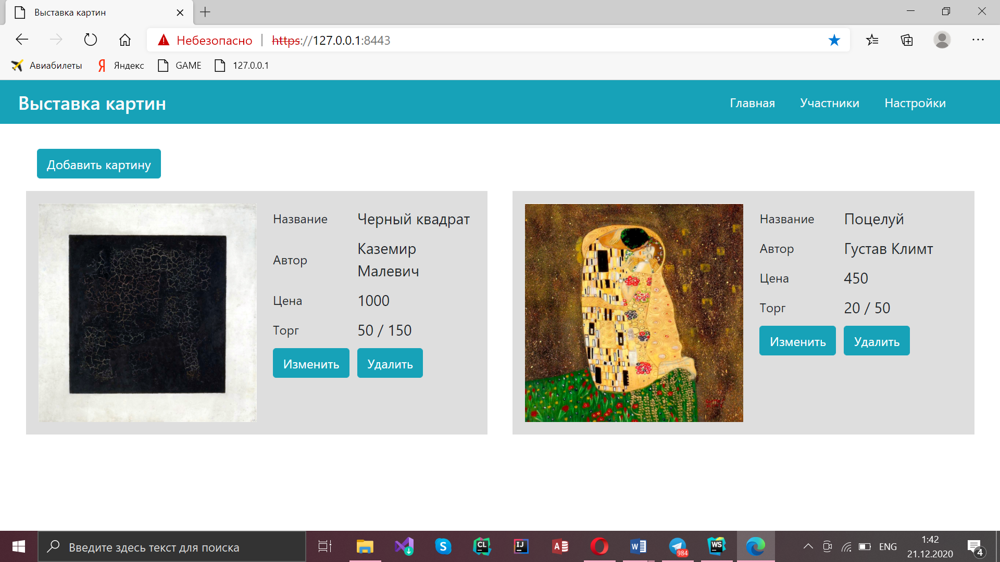 Выставка картин
Небезопасно
https://127.0.0.1:8443
Авиабилеты Яндекс GAME 127.0.0.1
Выставка картин
Главная Участники Настройки
Добавить картину
Название Черный квадрат
Автор Каземир
Малевич
Цена 1000
Торг 50 / 150
Изменить Удалить
Название Поцелуй
Автор Густав Климт
Цена 450
Торг 20 / 50
Изменить Удалить
Введите здесь текст для поиска
CL
IJ
A
W
984
WS
ENG
1:42
21.12.2020
4